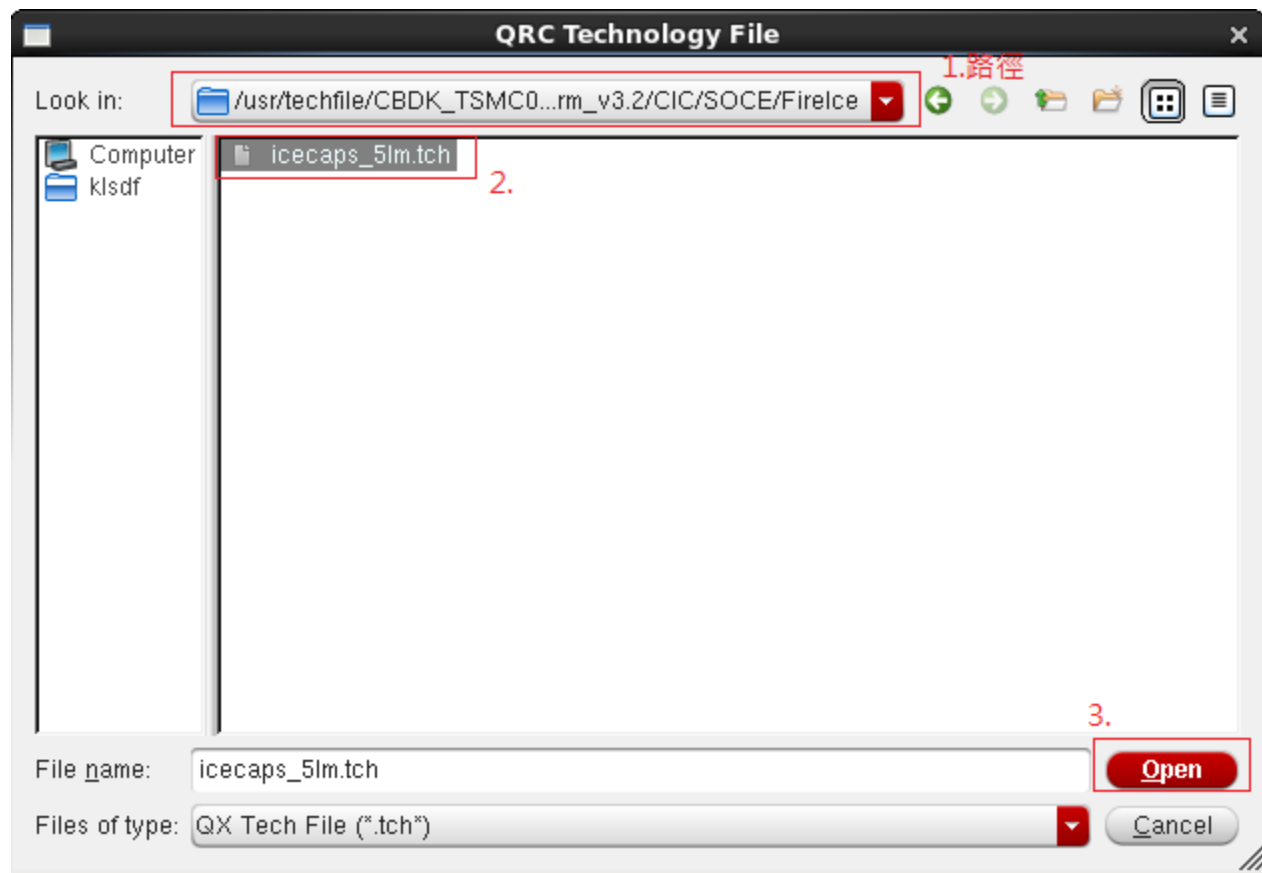 QRC Technology File
1.路徑
Look in:
/usr/techfile/CBDK_TSMC0...rm_v3.2/CIC/SOCE/FireIce
Computer
klsdf
icecaps_5lm.tch
2.
3.
File name:
icecaps_5lm.tch
Open
Files of type:
QX Tech File (*.tch*)
Cancel